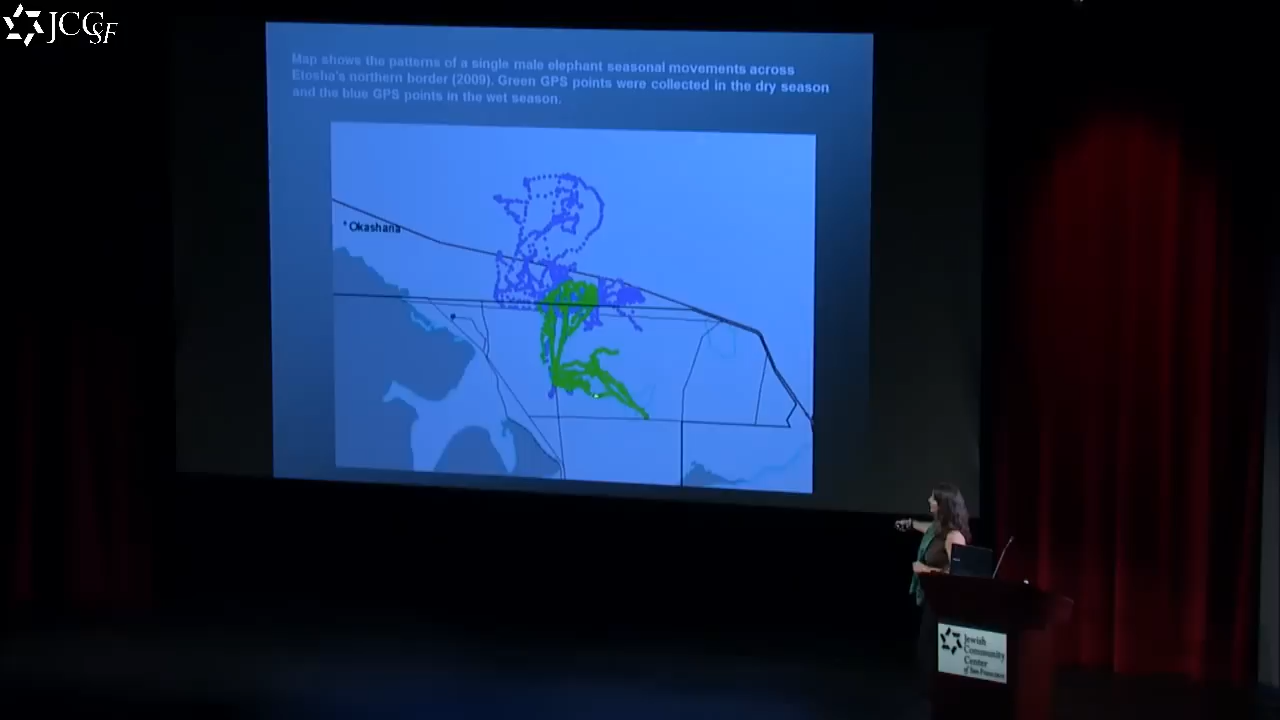 JCCSF
Map shows the patterns of a single male elephant seasonal movements across
Etosha's northern border (2009). Green GPS points were collected in the dry season
and the blue GPS points in the wet season.
Okashana
Jewish
Community
Center
of San Francisco